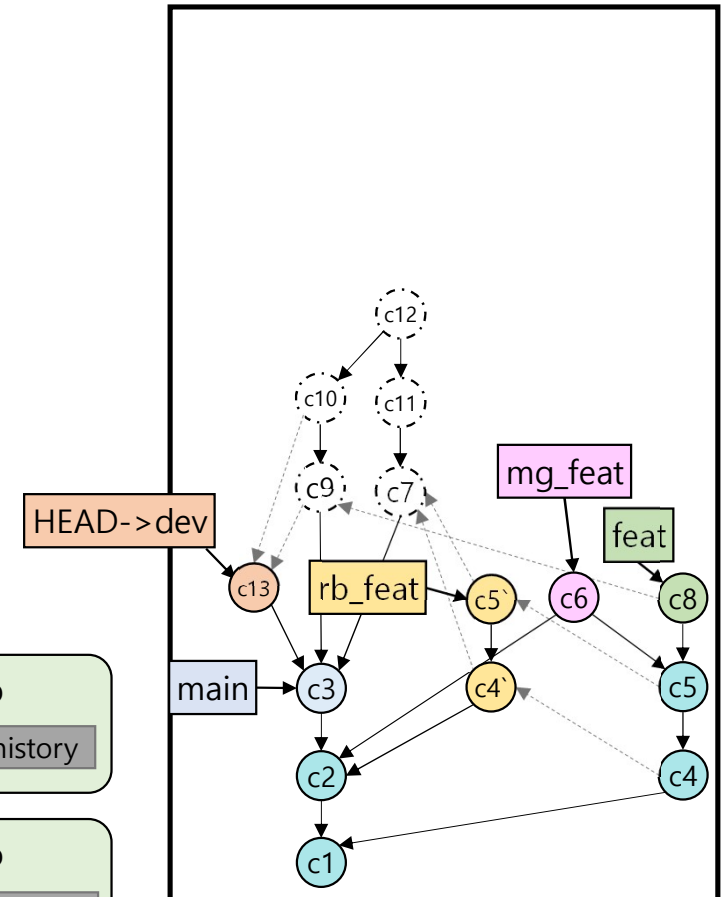 c12
c10
c11
mg_feat
c9
c7
HEAD->dev
feat
c13
rb_feat
c5`
c6
c8
main
c3
c4`
c5
history
c2
c4
c1